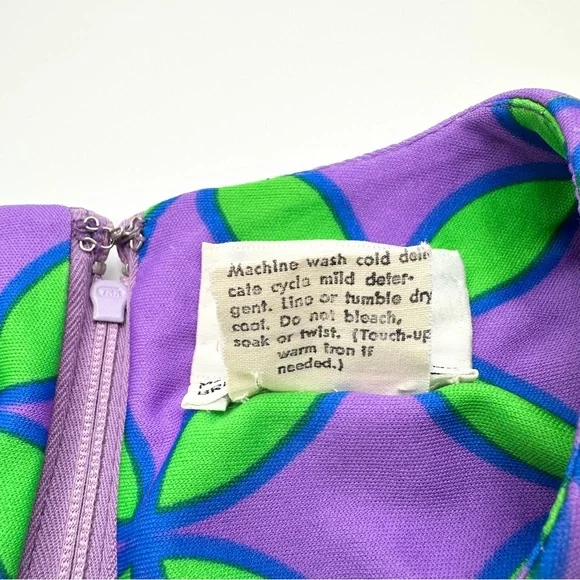 Machine wash cold deli-
cate cycle mild deter-
gent. Line or tumble dry
cool. Do not bleach,
soak or twist. (Touch-up
warm iron if
needed.)